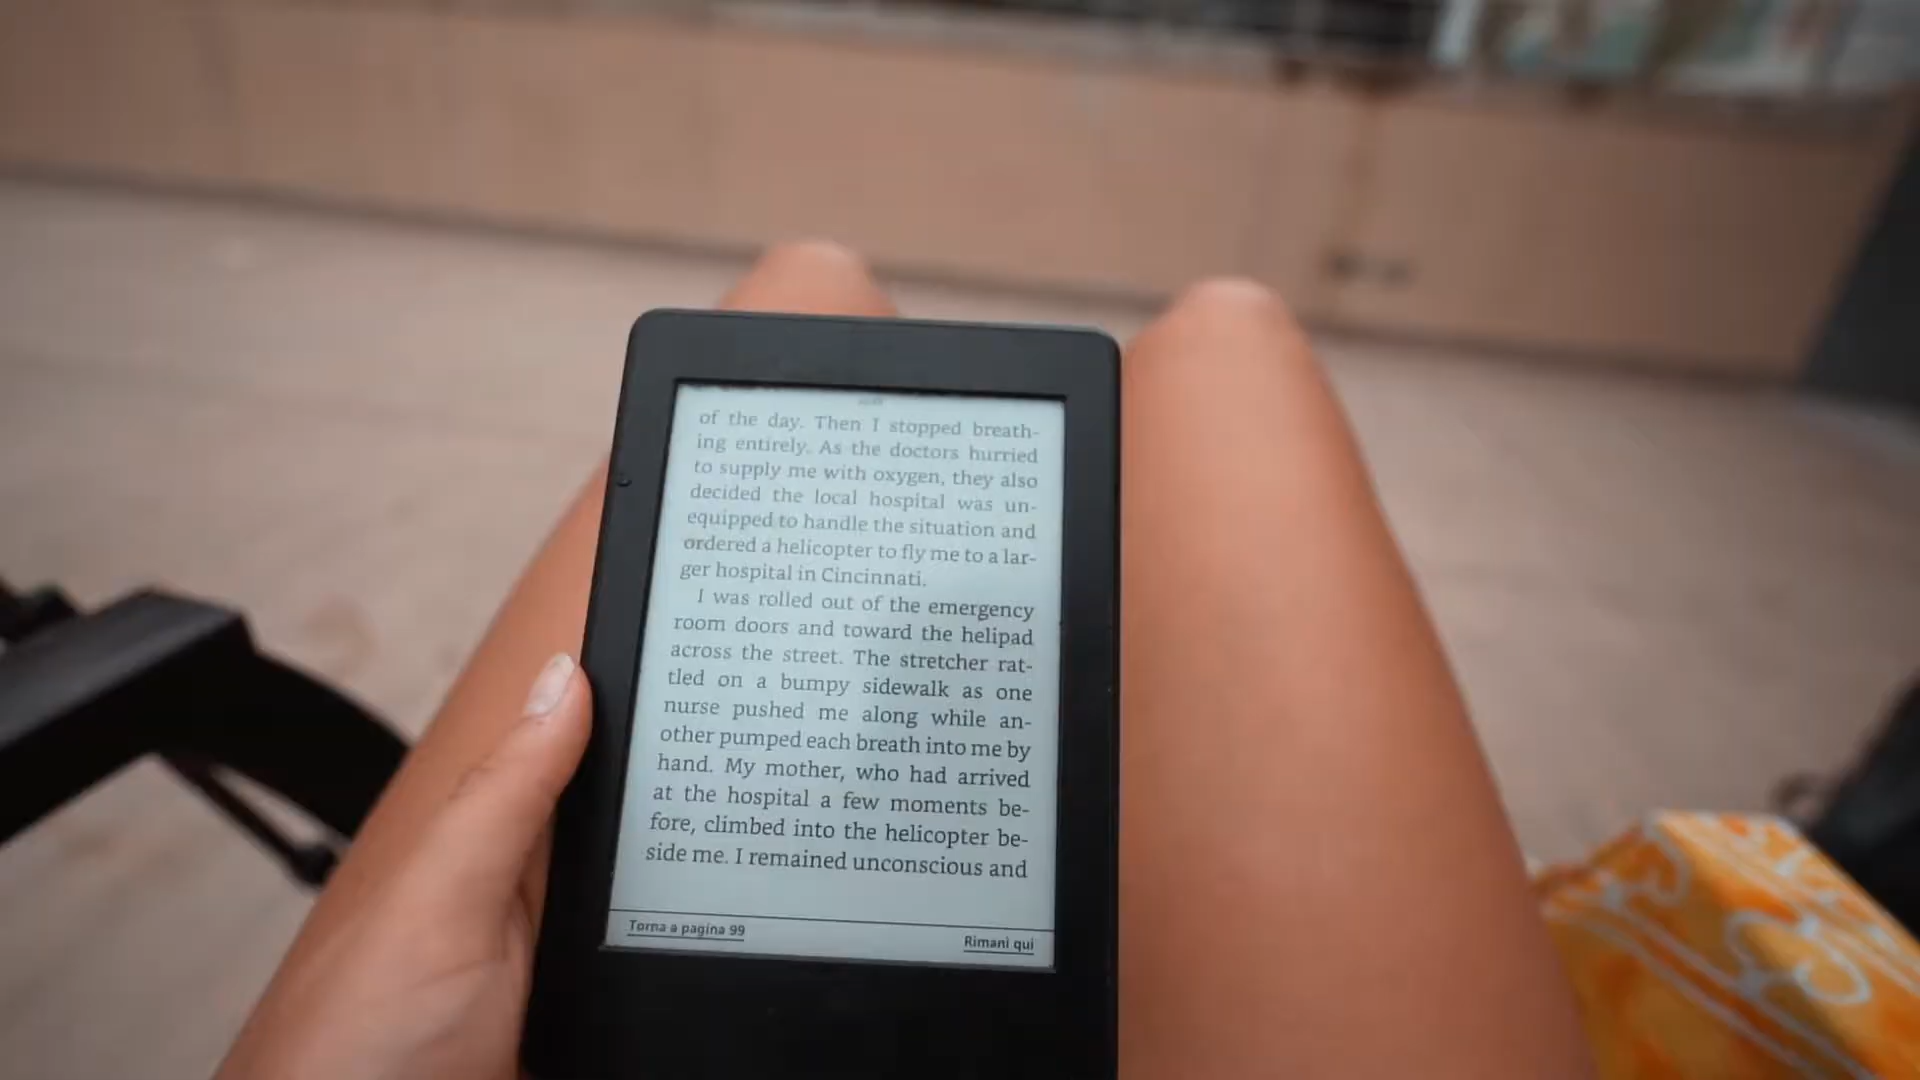 of the day. Then I stopped breath-
ing entirely. As the doctors hurried
to supply me with oxygen, they also
decided the local hospital was un-
equipped to handle the situation and
ordered a helicopter to fly me to a lar-
ger hospital in Cincinnati.
I was rolled out of the emergency
room doors and toward the helipad
across the street. The stretcher rat-
tled on a bumpy sidewalk as one
nurse pushed me along while an-
other pumped each breath into me by
hand. My mother, who had arrived
at the hospital a few moments be-
fore, climbed into the helicopter be-
side me. I remained unconscious and
Torna a pagina 99
Rimani qui